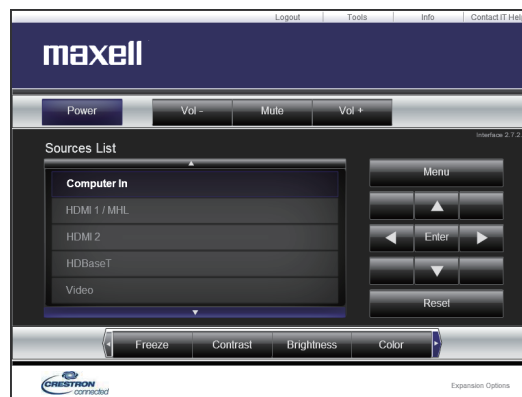 Logout Tools Info Contact IT Hel
maxell
Power Vol - Mute Vol +
Interface 2.7.2.
Sources List
Computer In
HDMI 1 / MHL
HDMI 2
HDBaseT
Video
Menu
Enter
Reset
Freeze Contrast Brightness Color
CRESTRON
connected
Expansion Options